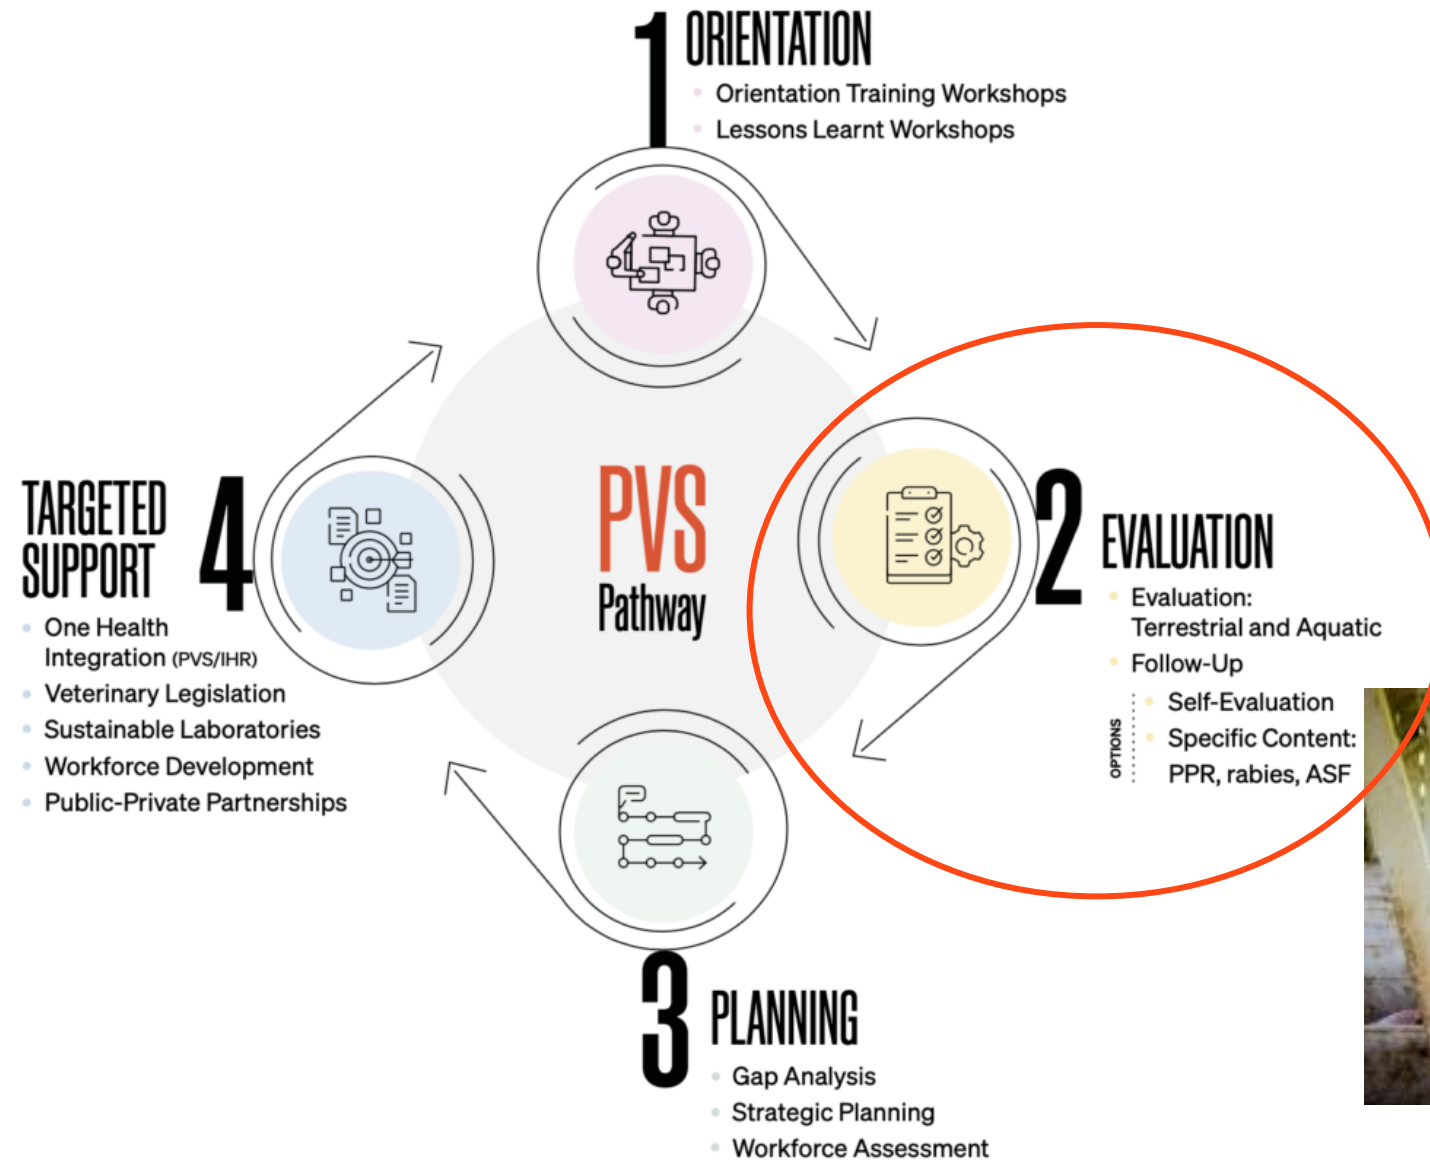 1 ORIENTATION
Orientation Training Workshops
Lessons Learnt Workshops
PVS
Pathway
2 EVALUATION
Evaluation:
Terrestrial and Aquatic
Follow-Up
OPTIONS
Self-Evaluation
Specific Content:
PPR, rabies, ASF
3 PLANNING
Gap Analysis
Strategic Planning
Workforce Assessment
TARGETED
SUPPORT
4
One Health
Integration (PVS/IHR)
Veterinary Legislation
Sustainable Laboratories
Workforce Development
Public-Private Partnerships